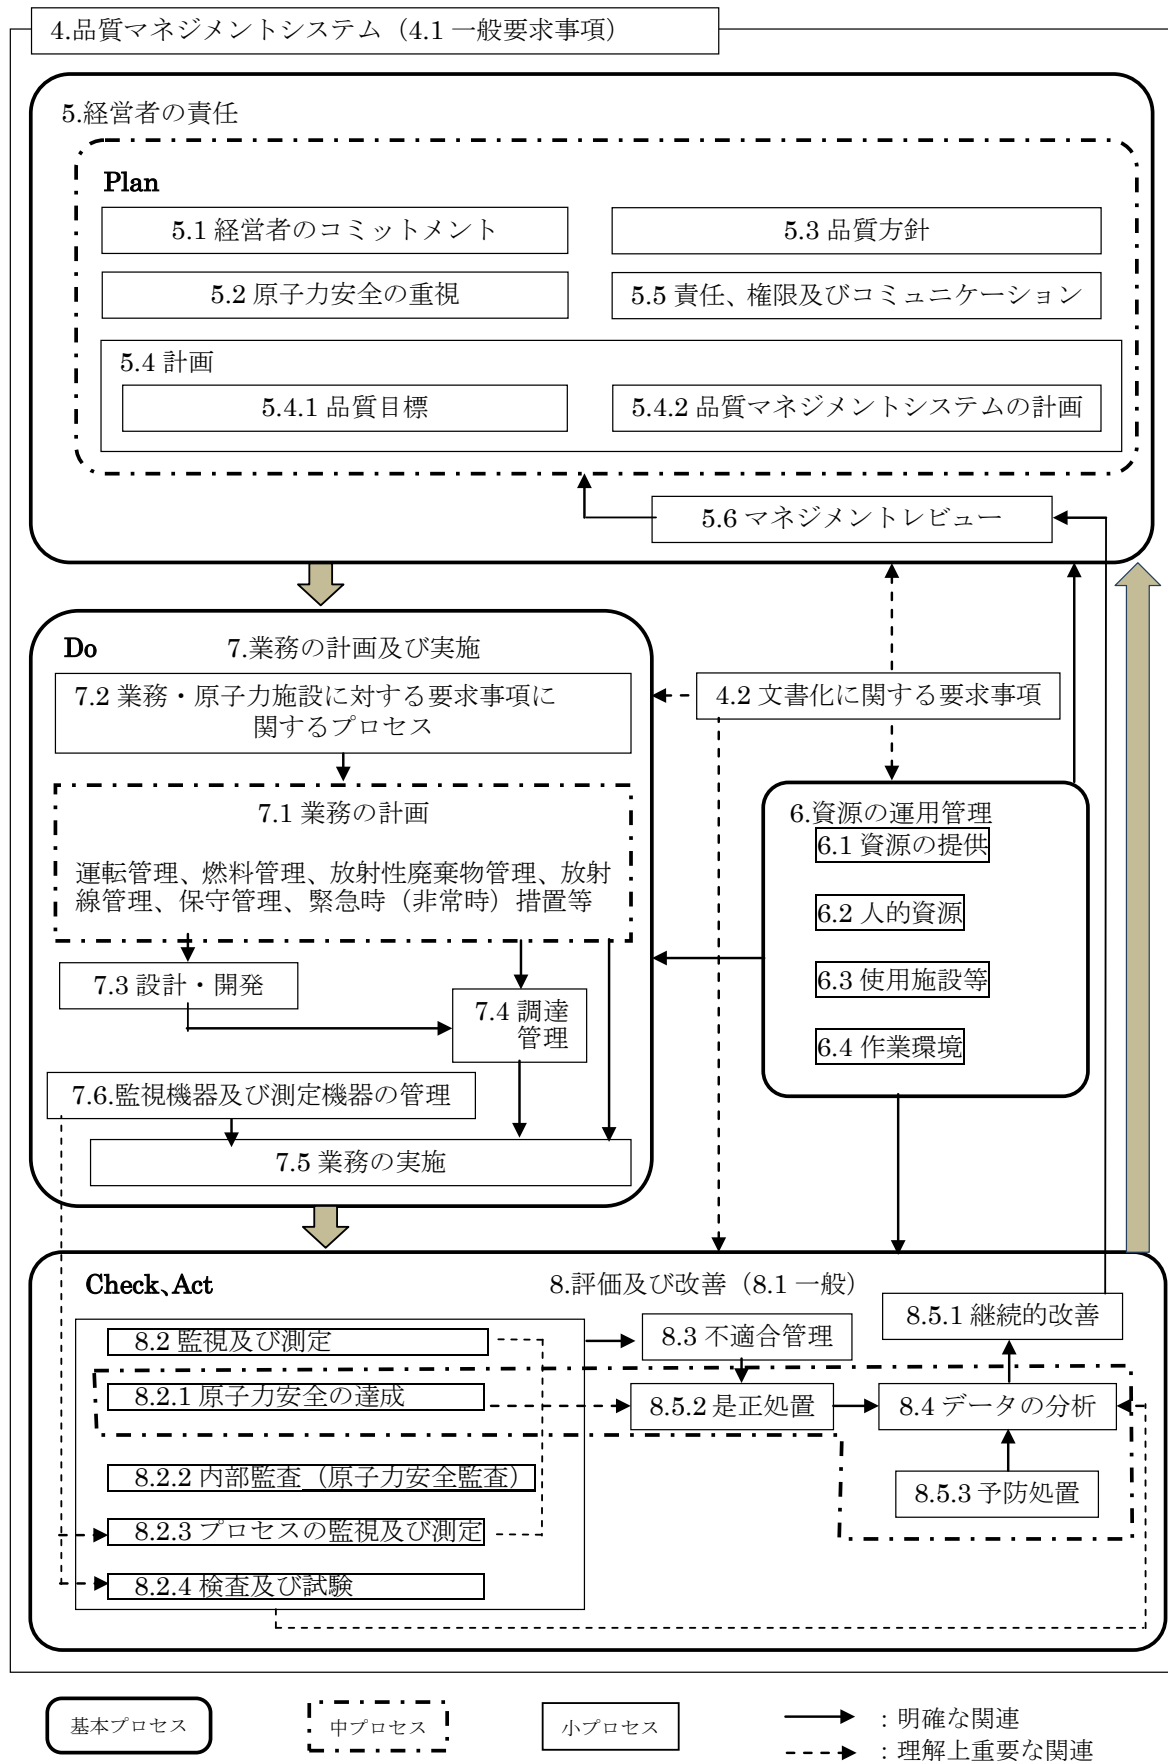 4.品質マネジメントシステム（4.1 一般要求事項）
5.経営者の責任
Plan
5.1 経営者のコミットメント
5.3 品質方針
5.2 原子力安全の重視
5.5 責任、権限及びコミュニケーション
5.4 計画
5.4.1 品質目標
5.4.2 品質マネジメントシステムの計画
5.6 マネジメントレビュー
Do
7.業務の計画及び実施
7.2 業務・原子力施設に対する要求事項に
関するプロセス
4.2 文書化に関する要求事項
7.1 業務の計画
運転管理、燃料管理、放射性廃棄物管理、放射
線管理、保守管理、緊急時（非常時）措置等
6.資源の運用管理
6.1 資源の提供
6.2 人的資源
6.3 使用施設等
6.4 作業環境
7.3 設計・開発
7.4 調達
管理
7.6.監視機器及び測定機器の管理
7.5 業務の実施
Check、Act
8.評価及び改善（8.1 一般）
8.2 監視及び測定
8.3 不適合管理
8.5.1 継続的改善
8.2.1 原子力安全の達成
8.5.2 是正処置
8.4 データの分析
8.2.2 内部監査（原子力安全監査）
8.5.3 予防処置
8.2.3 プロセスの監視及び測定
8.2.4 検査及び試験
基本プロセス
中プロセス
小プロセス
：明確な関連
：理解上重要な関連